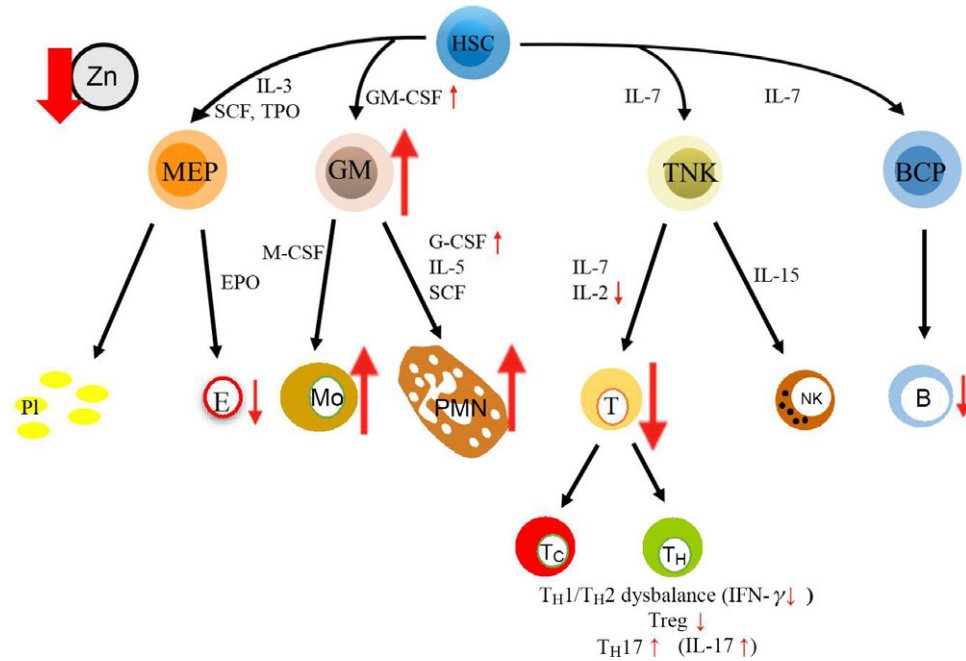 HSC
Zn
IL-3
SCF, TPO
GM-CSF ↑
IL-7
IL-7
MEP
GM
TNK
BCP
M-CSF
G-CSF ↑
IL-5
SCF
EPO
IL-7
IL-2 ↓
IL-15
Pl
E
Mo
PMN
T
NK
B
TC
TH
TH1/TH2 dysbalance (IFN-γ↓ )
Treg ↓
TH17 ↑ (IL-17 ↑)